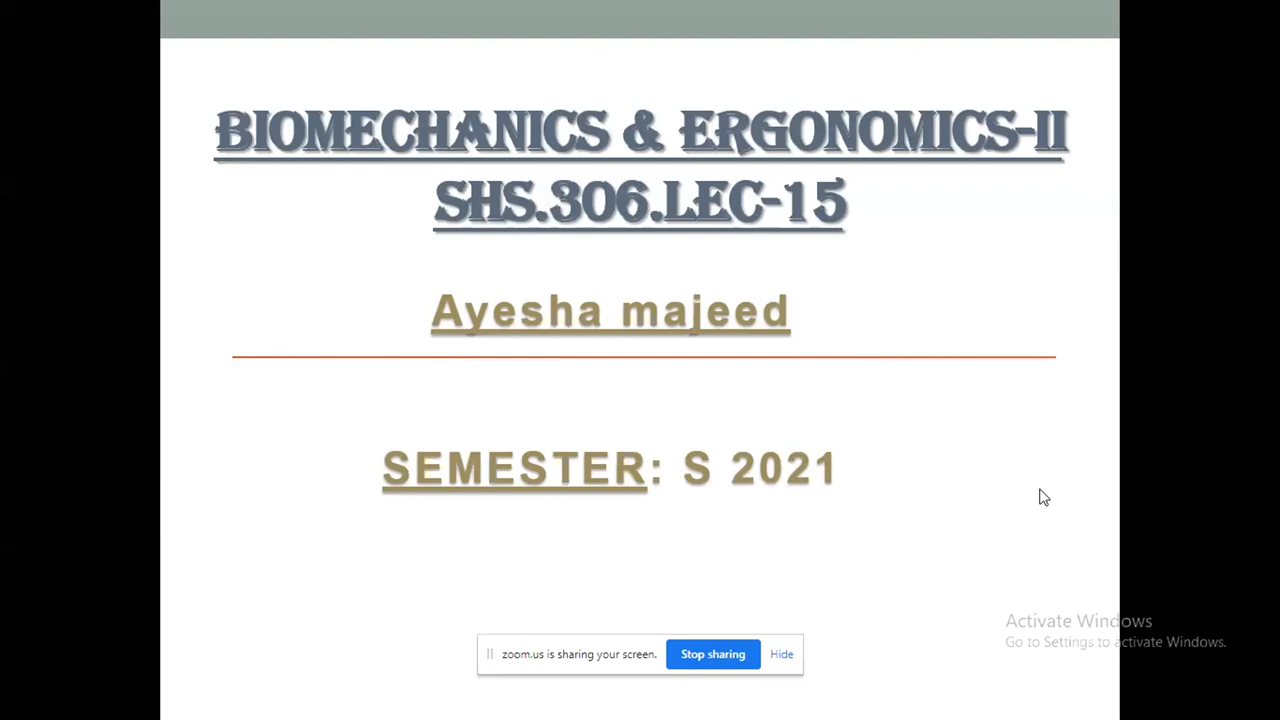 BIOMECHANICS & ERGONOMICS-II
SHS.306.LEC-15
Ayesha majeed
SEMESTER: S 2021
Activate Windows
Go to Settings to activate Windows.
zoom.us is sharing your screen. Stop sharing Hide